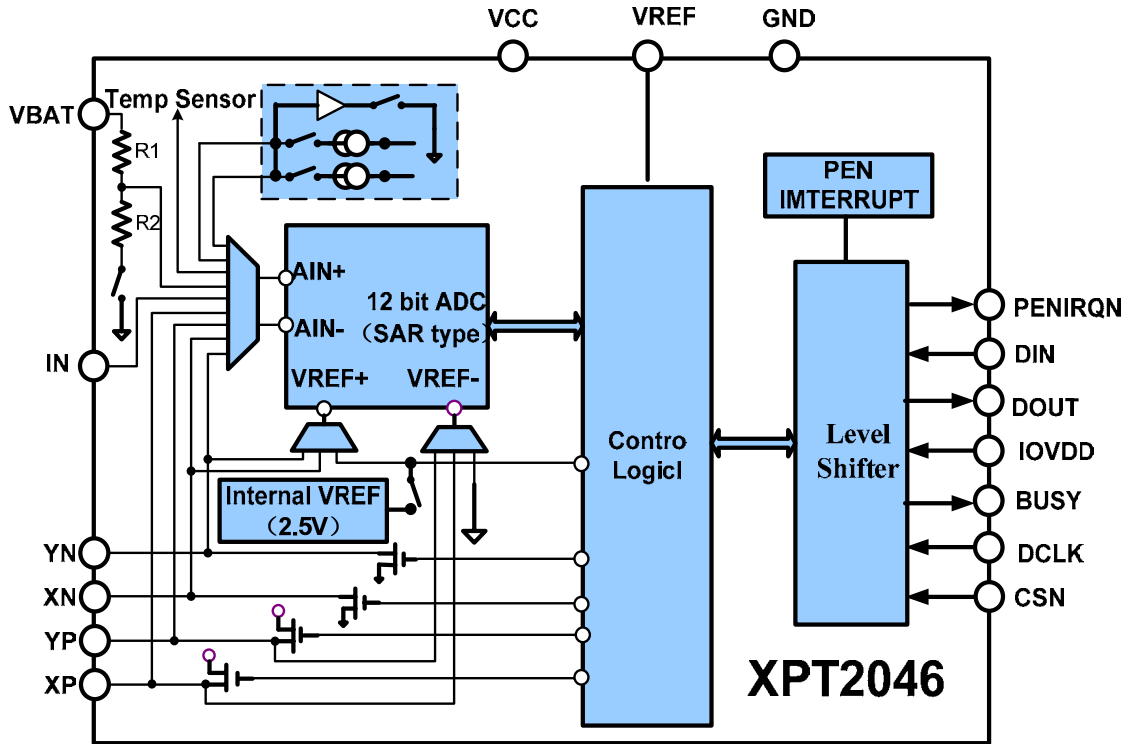 VCC
VREF
GND
VBAT
Temp Sensor
R1
R2
PEN
IMTERRUPT
AIN+
12 bit ADC
（SAR type）
AIN-
VREF+
VREF-
IN
PENIRQN
DIN
DOUT
IOVDD
BUSY
DCLK
CSN
Contro
Logicl
Level
Shifter
Internal VREF
（2.5V）
YN
XN
YP
XP
XPT2046